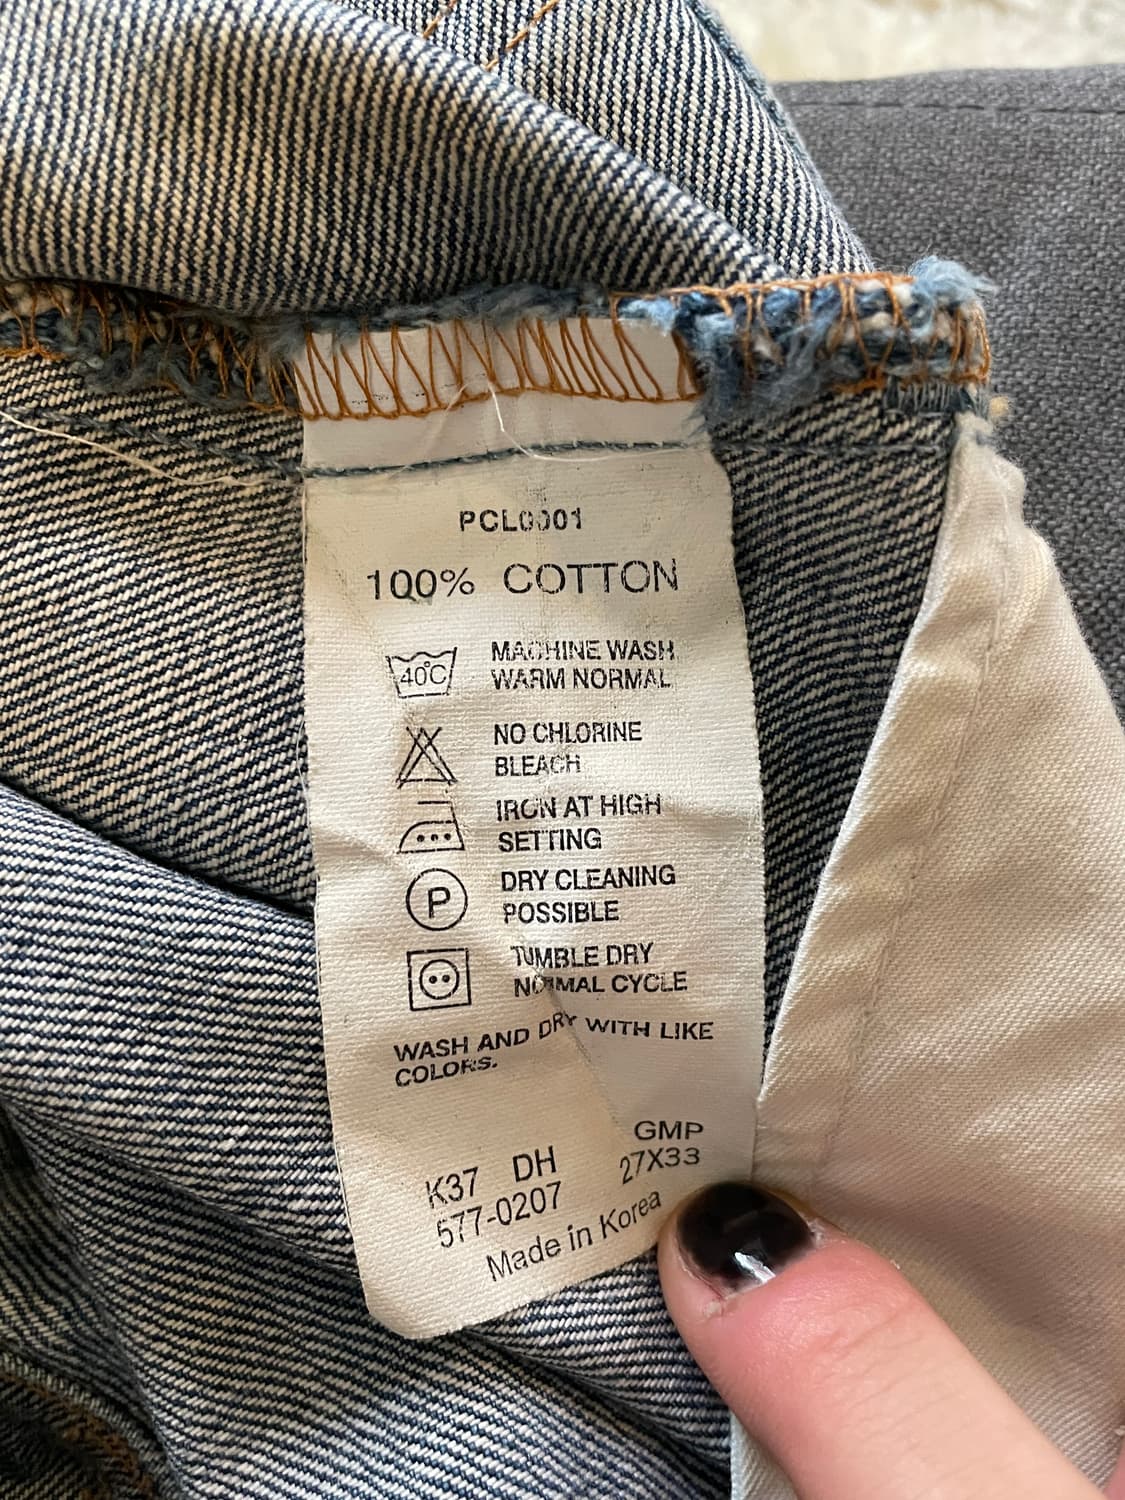 PCL0001
100% COTTON
40°C MACHINE WASH
WARM NORMAL
NO CHLORINE
BLEACH
IRON AT HIGH
SETTING
P DRY CLEANING
POSSIBLE
TUMBLE DRY
NORMAL CYCLE
WASH AND DRY WITH LIKE
COLORS.
GMP
K37 DH 27X33
577-0207
Made in Korea